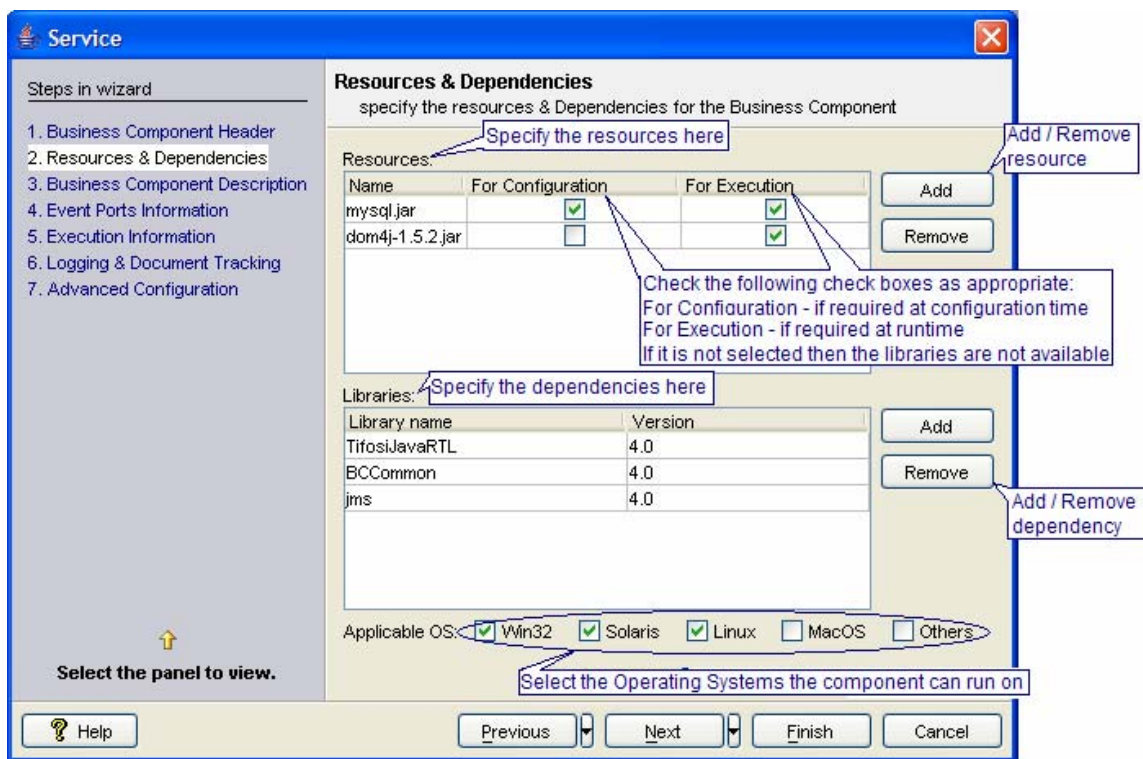 Service
Steps in wizard
1. Business Component Header
2. Resources & Dependencies
3. Business Component Description
4. Event Ports Information
5. Execution Information
6. Logging & Document Tracking
7. Advanced Configuration
Select the panel to view.
Resources & Dependencies
specify the resources & Dependencies for the Business Component
Specify the resources here
Add / Remove
resource
Resources:
Name For Configuration For Execution
mysql.jar
dom4j-1.5.2.jar
Add
Remove
Check the following check boxes as appropriate:
For Configuration - if required at configuration time
For Execution - if required at runtime
If it is not selected then the libraries are not available
Specify the dependencies here
Libraries:
Library name Version
TifosiJavaRTL 4.0
BCCommon 4.0
jms 4.0
Add
Remove
Add / Remove
dependency
Applicable OS: Win32 Solaris Linux MacOS Others
Select the Operating Systems the component can run on
Help Previous Next Finish Cancel